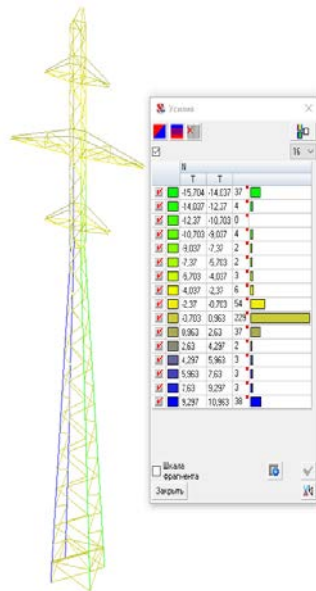 Усилия
16
N
Т Т
-15,704 -14,037 37
-14,037 -12,37 4
-12,37 -10,703 0
-10,703 -9,037 4
-9,037 -7,37 2
-7,37 -5,703 2
-5,703 -4,037 3
-4,037 -2,37 6
-2,37 -0,703 54
-0,703 0,963 229
0,963 2,63 37
2,63 4,297 2
4,297 5,963 3
5,963 7,63 3
7,63 9,297 3
9,297 10,963 38
Шкала
фрагмента
Закрыть